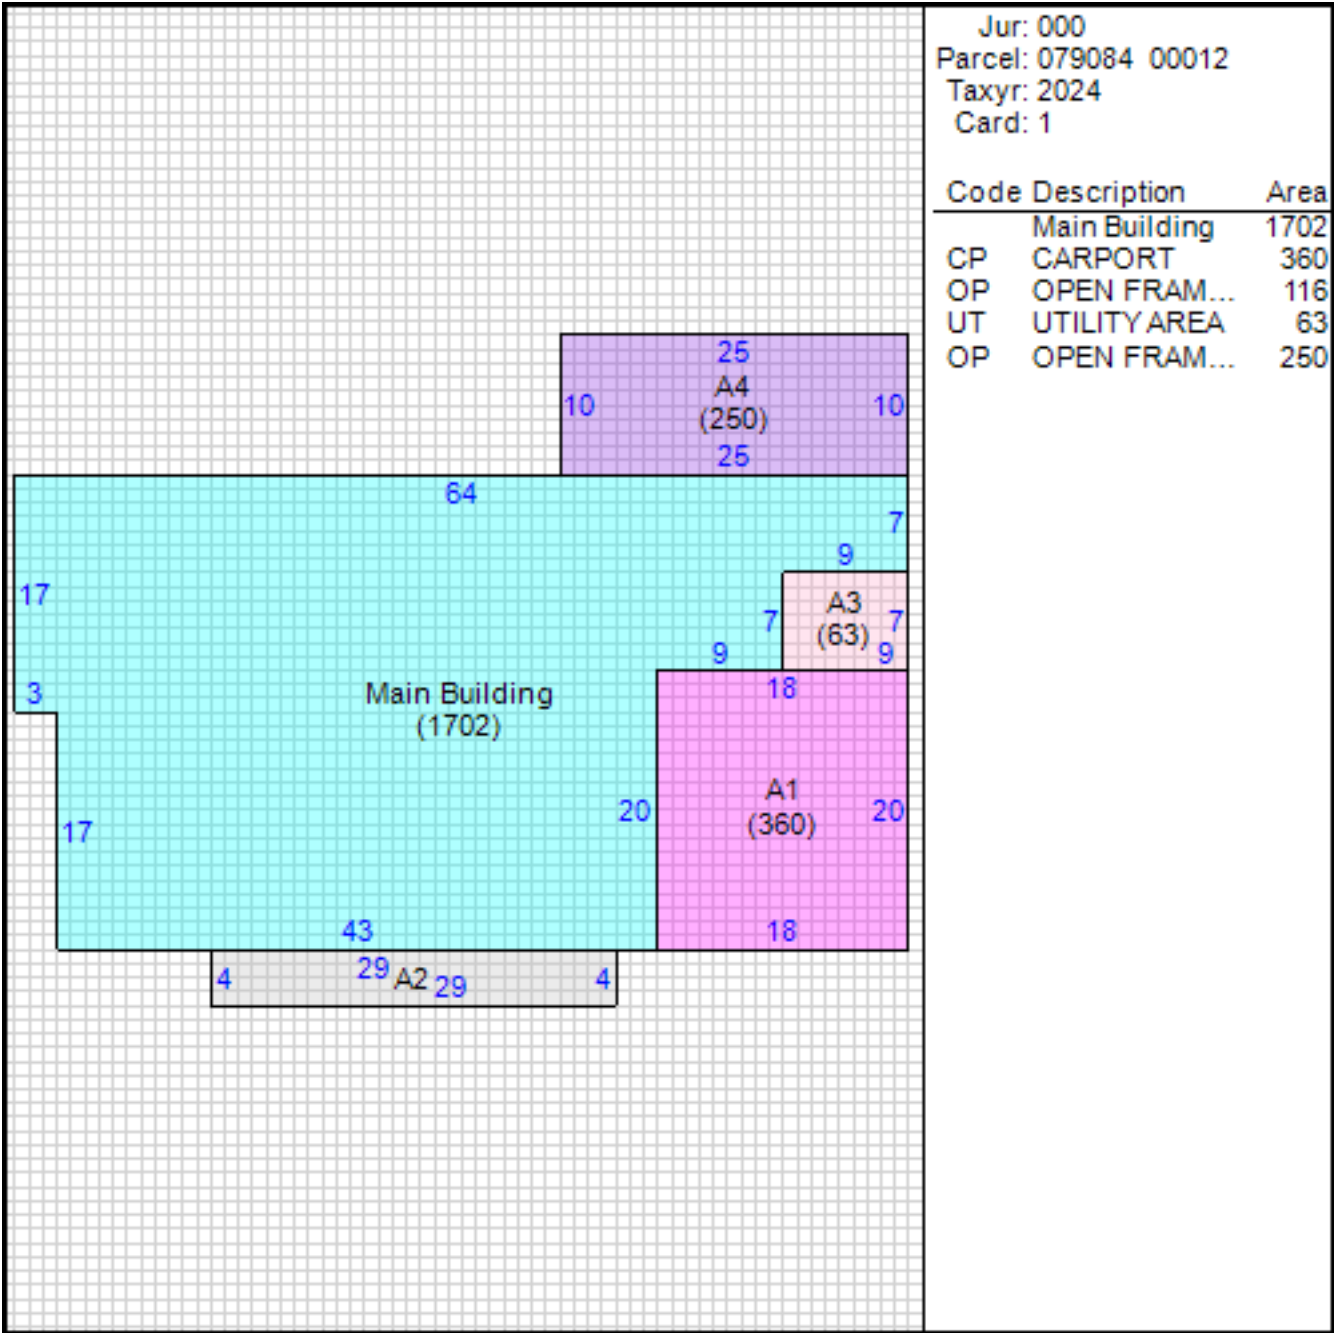 Jur: 000
Parcel: 079084 00012
Taxyr: 2024
Card: 1
Code Description Area
Main Building 1702
CP CARPORT 360
OP OPEN FRAM... 116
UT UTILITY AREA 63
OP OPEN FRAM... 250
25
A4
10 10
(250)
25
64
7
9
17
A3
7 7
(63)
9 9
3
18
Main Building
(1702)
A1
20 20
(360)
17
43
18
29
4 A2 4
29